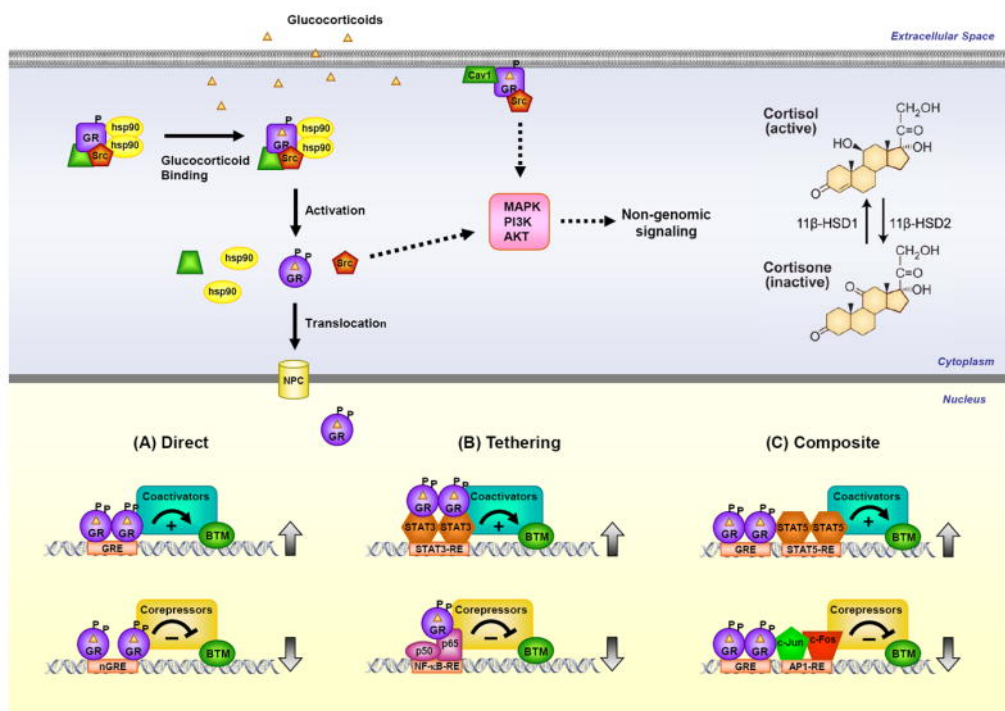 Glucocorticoids
Extracellular Space
P
GR
hsp90
hsp90
Src
Glucocorticoid
Binding
P
GR
hsp90
hsp90
Src
Cav1
P
GR
Src
Activation
hsp90
hsp90
P P
GR
Src
MAPK
PI3K
AKT
Non-genomic
signaling
Translocation
NPC
Cortisol
(active)
CH2OH
C=O
HO
OH
O
11β-HSD1
11β-HSD2
Cortisone
(inactive)
CH2OH
C=O
O
OH
O
Cytoplasm
Nucleus
P P
GR
(A) Direct
(B) Tethering
(C) Composite
P P P P
GR GR
Coactivators
+
BTM
GRE
P P P P
GR GR
STAT3 STAT3
Coactivators
+
BTM
STAT3-RE
P P P P
GR GR
STAT5 STAT5
Coactivators
+
BTM
GRE
STAT5-RE
P P P P
GR GR
Corepressors
–
BTM
nGRE
P P
GR
p50 p65
Corepressors
–
BTM
NF-κB-RE
P P P P
GR GR
c-Jun c-Fos
Corepressors
–
BTM
GRE
AP1-RE